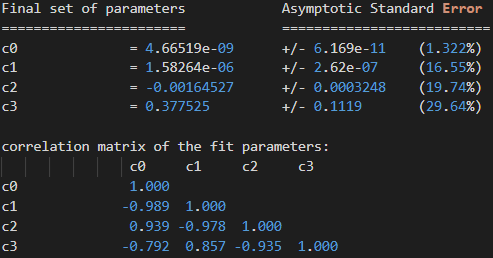 Final set of parameters            Asymptotic Standard Error
=======================            ==========================
c0              = 4.66519e-09      +/- 6.169e-11    (1.322%)
c1              = 1.58264e-06      +/- 2.62e-07     (16.55%)
c2              = -0.00164527      +/- 0.0003248    (19.74%)
c3              = 0.377525         +/- 0.1119       (29.64%)
correlation matrix of the fit parameters:
                c0     c1     c2     c3
c0              1.000
c1             -0.989  1.000
c2              0.939 -0.978  1.000
c3             -0.792  0.857 -0.935  1.000